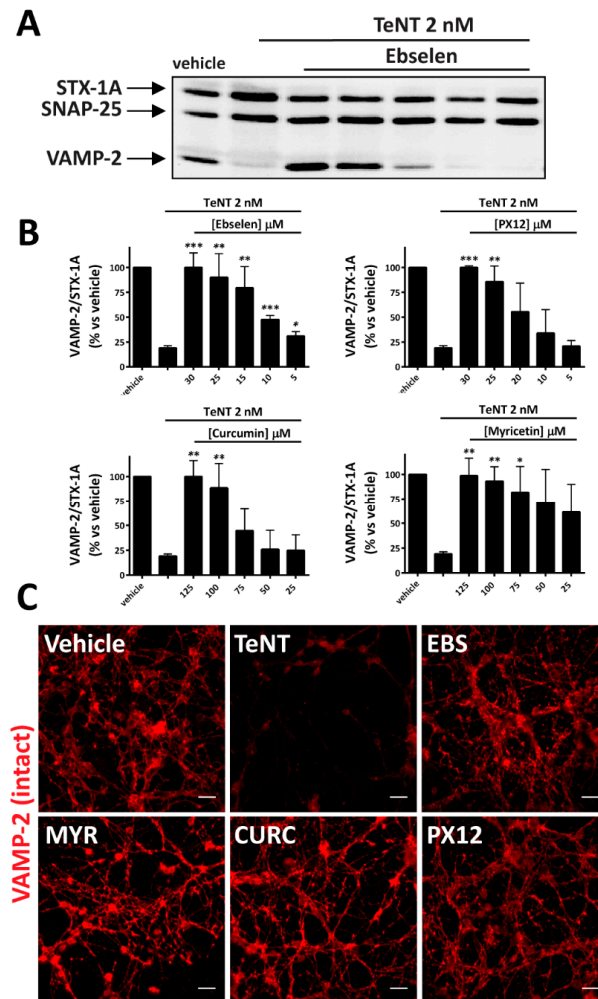 A
TeNT 2 nM
Ebselen
vehicle
STX-1A
SNAP-25
VAMP-2
B
TeNT 2 nM
[Ebselen] µM
VAMP-2/STX-1A
(% vs vehicle)
100
75
50
25
0
*** ** ** *** *
vehicle 30 25 15 10 5
TeNT 2 nM
[PX12] µM
VAMP-2/STX-1A
(% vs vehicle)
100
75
50
25
0
*** **
vehicle 30 25 20 10 5
TeNT 2 nM
[Curcumin] µM
VAMP-2/STX-1A
(% vs vehicle)
100
75
50
25
0
** **
vehicle 125 100 75 50 25
TeNT 2 nM
[Myricetin] µM
VAMP-2/STX-1A
(% vs vehicle)
100
75
50
25
0
** ** *
vehicle 125 100 75 50 25
C
VAMP-2 (intact)
Vehicle TeNT EBS
MYR CURC PX12